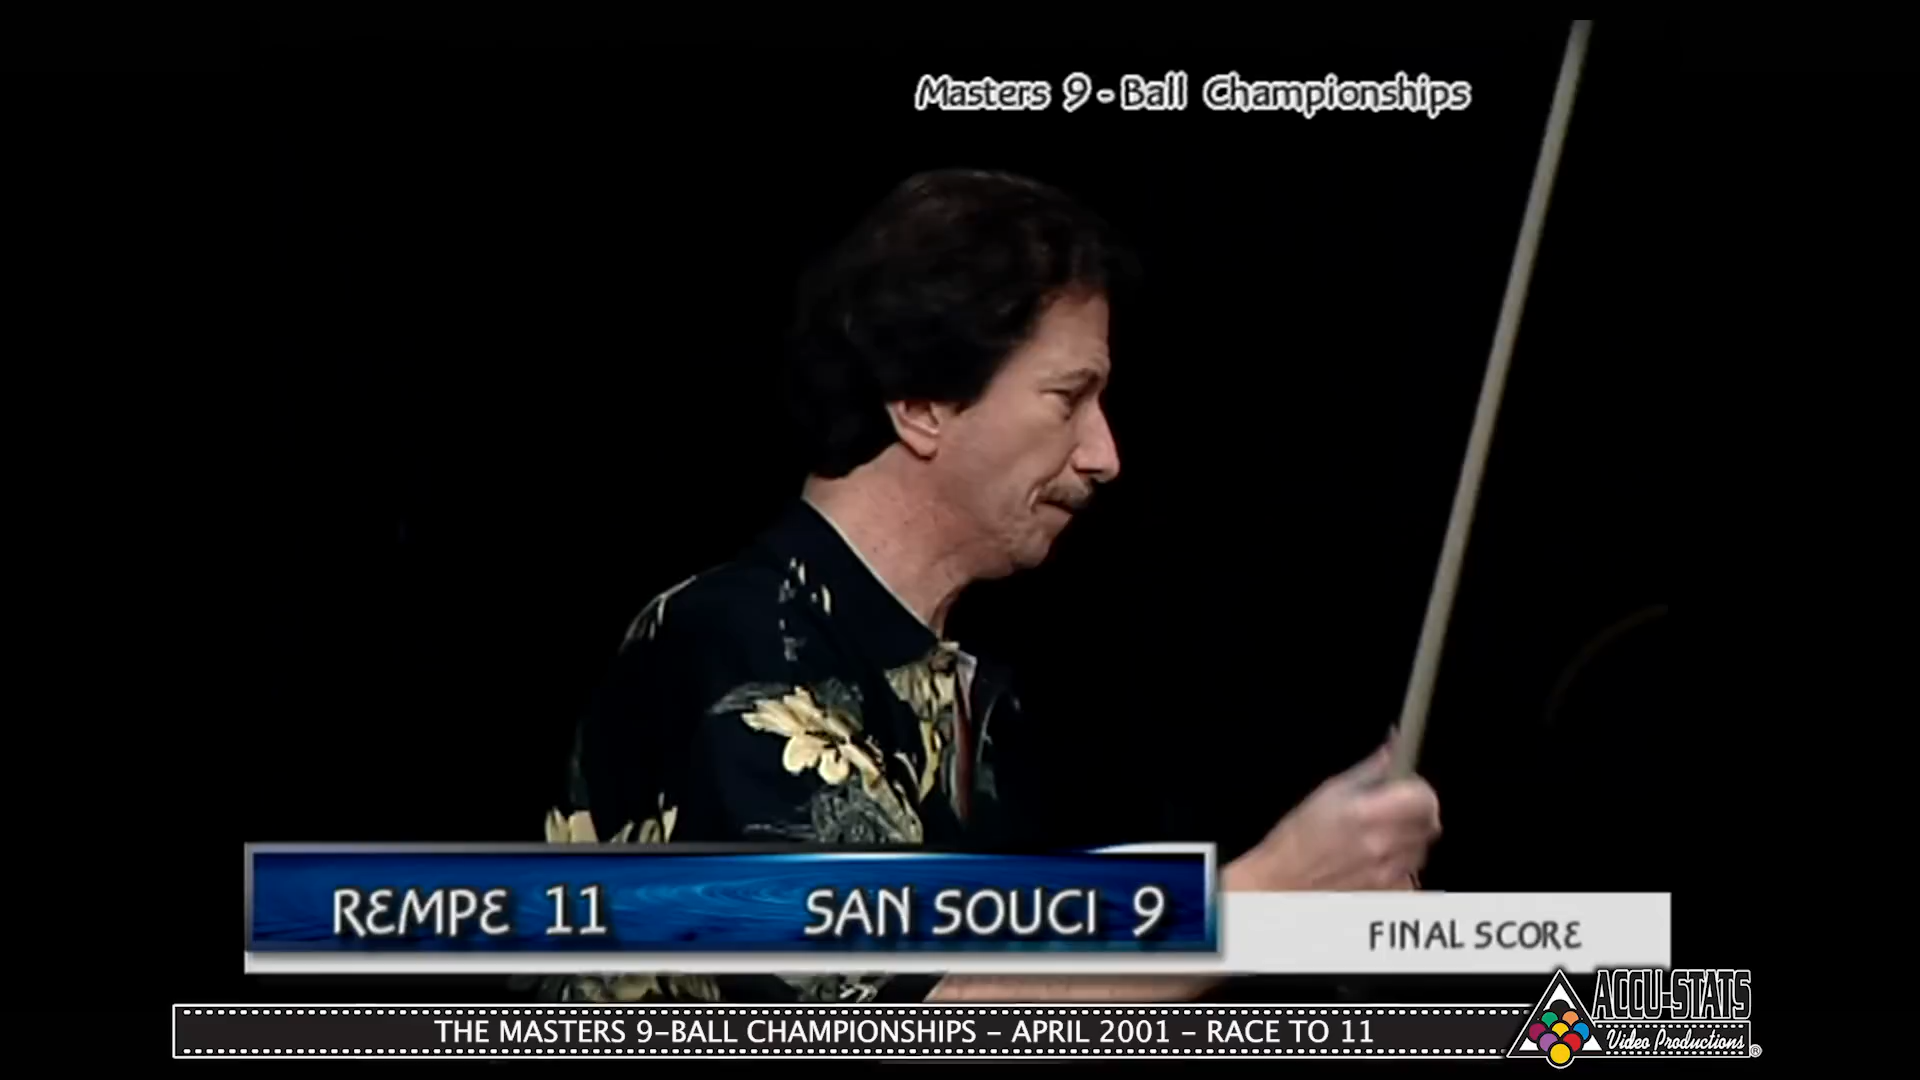 Masters 9-Ball Championships
REMPE 11 SAN SOUCI 9
FINAL SCORE
THE MASTERS 9-BALL CHAMPIONSHIPS – APRIL 2001 – RACE TO 11
ACCU-STATS
Video Productions®